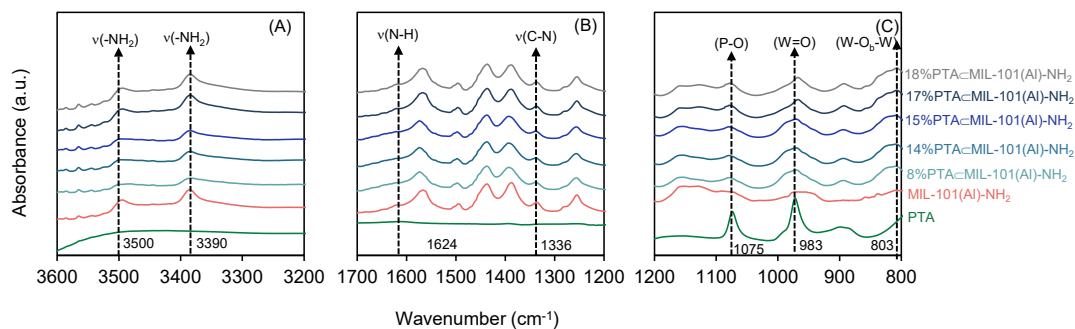 (A)
(B)
(C)
ν(-NH₂)
ν(-NH₂)
ν(N-H)
ν(C-N)
(P-O)
(W=O)
(W-O_b-W)
Absorbance (a.u.)
18%PTA⊂MIL-101(Al)-NH₂
17%PTA⊂MIL-101(Al)-NH₂
15%PTA⊂MIL-101(Al)-NH₂
14%PTA⊂MIL-101(Al)-NH₂
8%PTA⊂MIL-101(Al)-NH₂
MIL-101(Al)-NH₂
PTA
3500
3390
1624
1336
1075
983
803
3600 3500 3400 3300 3200
1700 1600 1500 1400 1300 1200
1200 1100 1000 900 800
Wavenumber (cm⁻¹)